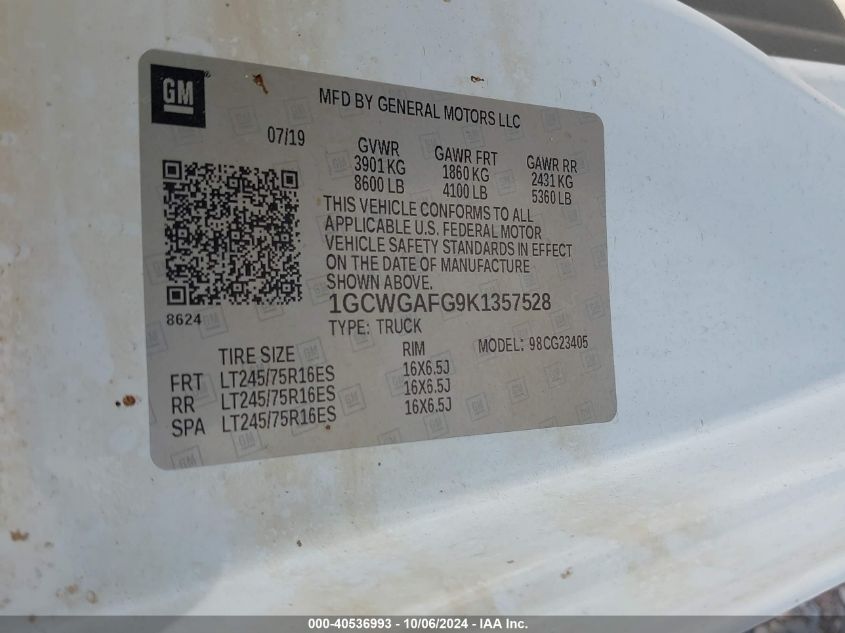 GM
MFD BY GENERAL MOTORS LLC
07/19
GVWR GAWR FRT GAWR RR
3901 KG 1860 KG 2431 KG
8600 LB 4100 LB 5360 LB
THIS VEHICLE CONFORMS TO ALL
APPLICABLE U.S. FEDERAL MOTOR
VEHICLE SAFETY STANDARDS IN EFFECT
ON THE DATE OF MANUFACTURE
SHOWN ABOVE.
8624
1GCWGAFG9K1357528
TYPE: TRUCK MODEL: 98CG23405
TIRE SIZE RIM
FRT LT245/75R16ES 16X6.5J
RR LT245/75R16ES 16X6.5J
SPA LT245/75R16ES 16X6.5J
000-40536993 - 10/06/2024 - IAA Inc.